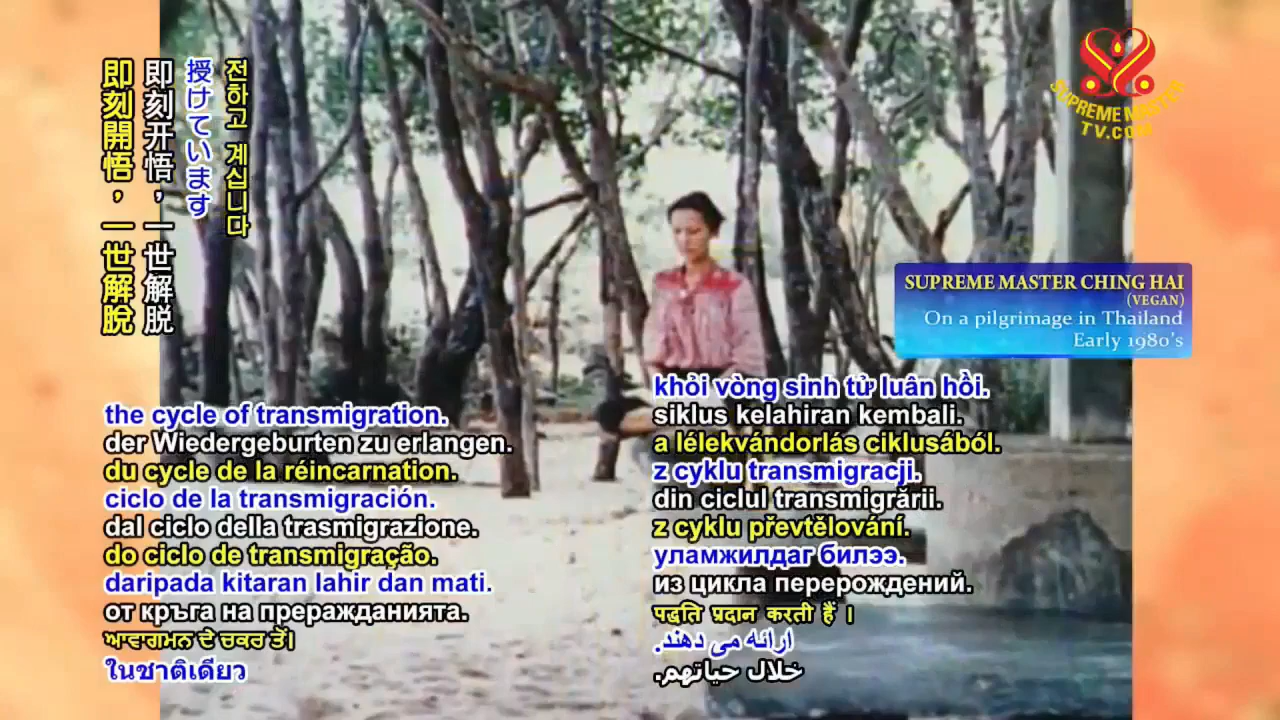 即刻開悟，一世解脫
即刻开悟，一世解脱
授けています
전하고 계십니다
SUPREME MASTER
TV.COM
SUPREME MASTER CHING HAI
(VEGAN)
On a pilgrimage in Thailand
Early 1980's
the cycle of transmigration.
der Wiedergeburten zu erlangen.
du cycle de la réincarnation.
ciclo de la transmigración.
dal ciclo della trasmigrazione.
do ciclo de transmigração.
daripada kitaran lahir dan mati.
от кръга на преражданията.
ਆਵਾਗਮਨ ਦੇ ਚਕਰ ਤੋਂ।
ในชาติเดียว
khỏi vòng sinh tử luân hồi.
siklus kelahiran kembali.
a lélekvándorlás ciklusából.
z cyklu transmigracji.
din ciclul transmigrării.
z cyklu převtělování.
уламжилдаг билээ.
из цикла перерождений.
पद्धति प्रदान करती हैं ।
ارائه می دهند.
خلال حياتهم.